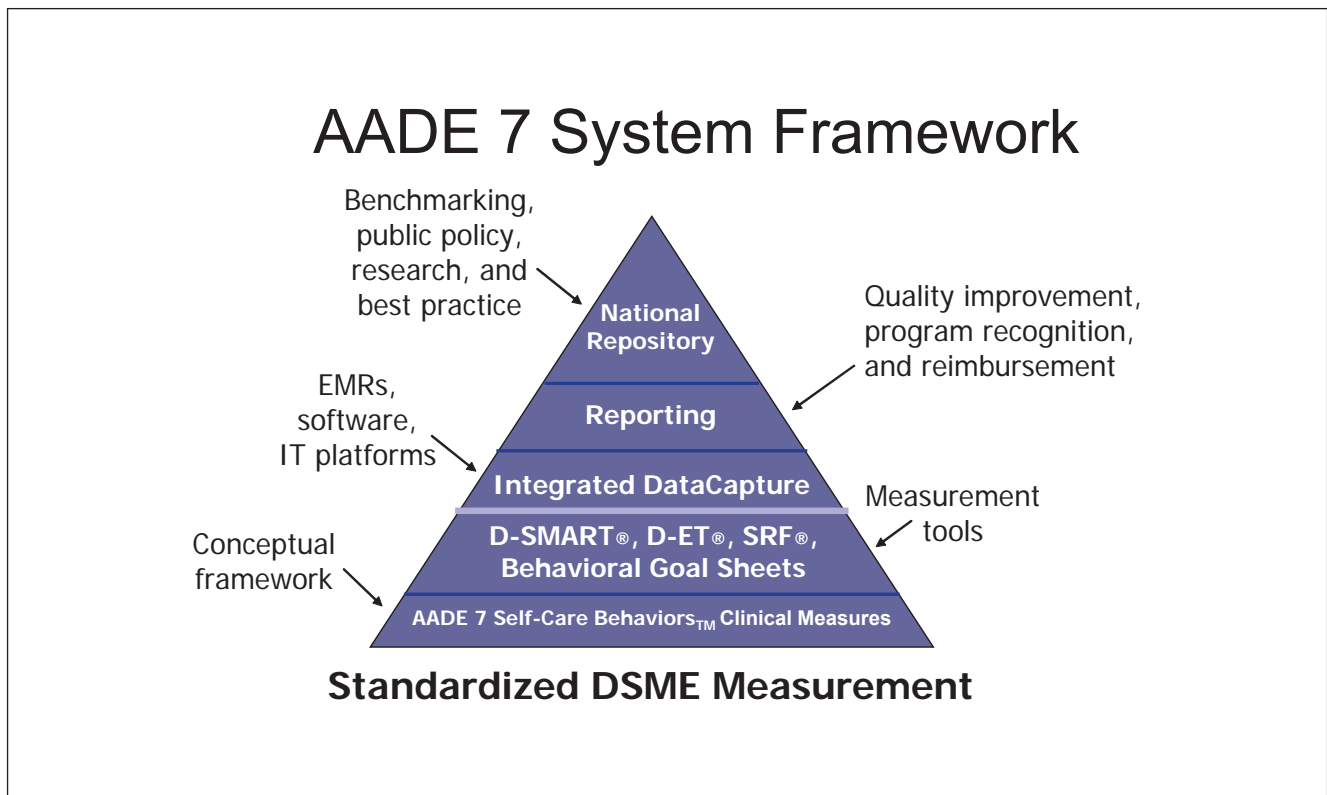 AADE 7 System Framework
Benchmarking,
public policy,
research, and
best practice
National
Repository
Quality improvement,
program recognition,
and reimbursement
Reporting
EMRs,
software,
IT platforms
Integrated DataCapture
Measurement
tools
D-SMART®, D-ET®, SRF®,
Behavioral Goal Sheets
Conceptual
framework
AADE 7 Self-Care Behaviors™ Clinical Measures
Standardized DSME Measurement